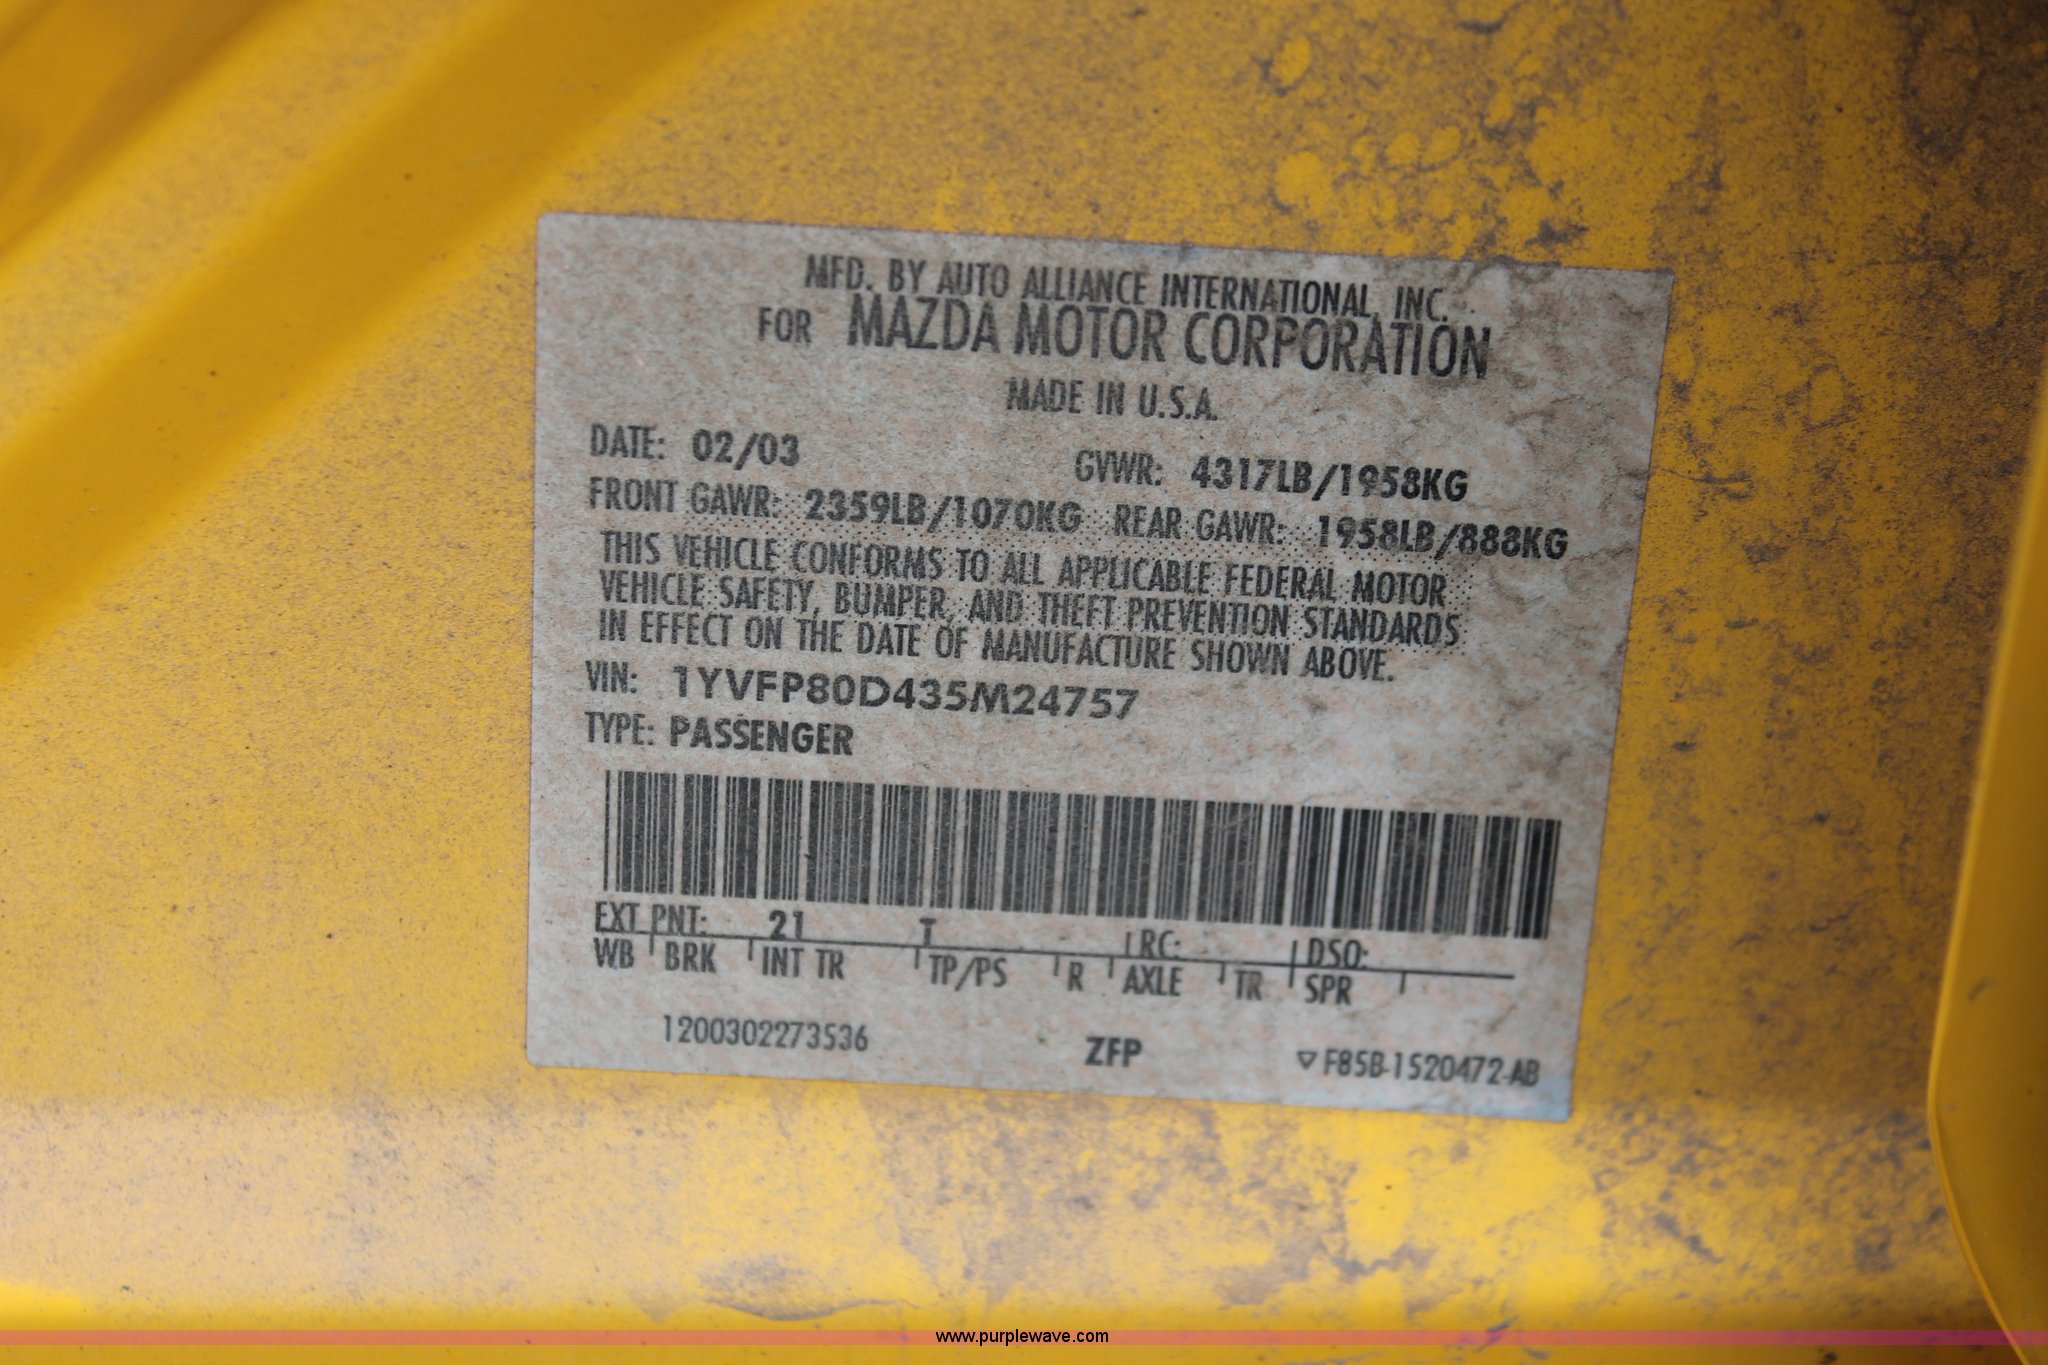 MFD. BY AUTO ALLIANCE INTERNATIONAL, INC.
FOR MAZDA MOTOR CORPORATION
MADE IN U.S.A.
DATE: 02/03 GVWR: 4317LB/1958KG
FRONT GAWR: 2359LB/1070KG REAR GAWR: 1958LB/888KG
THIS VEHICLE CONFORMS TO ALL APPLICABLE FEDERAL MOTOR
VEHICLE SAFETY, BUMPER, AND THEFT PREVENTION STANDARDS
IN EFFECT ON THE DATE OF MANUFACTURE SHOWN ABOVE.
VIN: 1YVFP80D435M24757
TYPE: PASSENGER
EXT PNT: 21 T RC: DSO:
WB BRK INT TR TP/PS R AXLE TR SPR
1200302273536 ZFP ▽ F85B-1520472-AB
www.purplewave.com